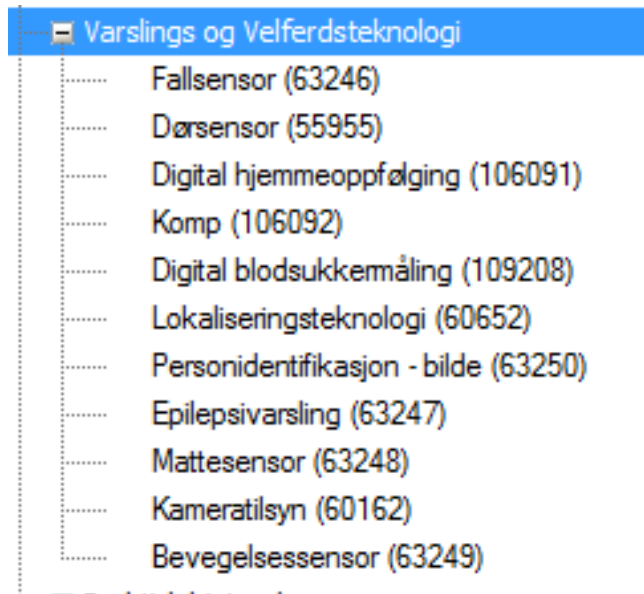 Varslings og Velferdsteknologi
Fallsensor (63246)
Dørsensor (55955)
Digital hjemmeoppfølging (106091)
Komp (106092)
Digital blodsukkermåling (109208)
Lokaliseringsteknologi (60652)
Personidentifikasjon - bilde (63250)
Epilepsivarsling (63247)
Mattesensor (63248)
Kameratilsyn (60162)
Bevegelsessensor (63249)